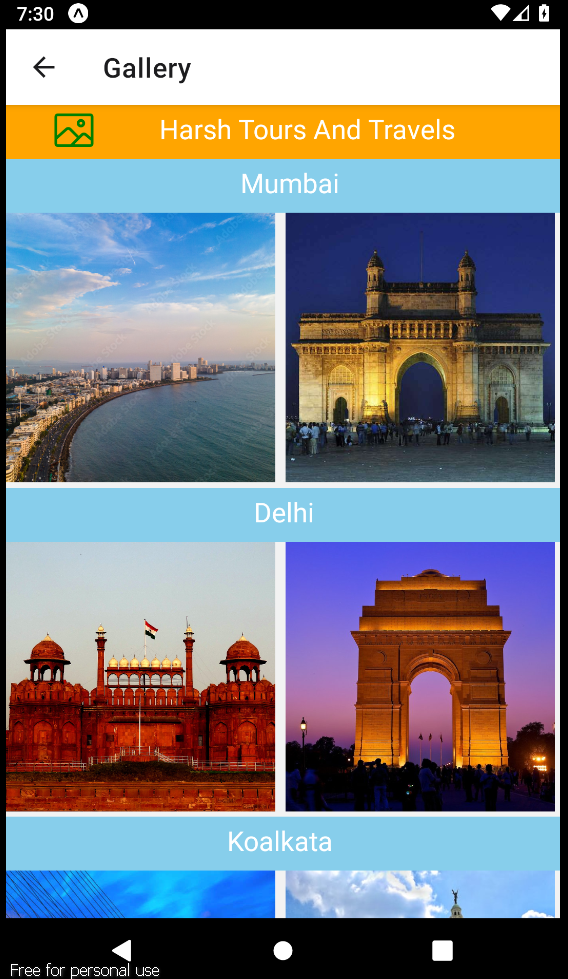 7:30
Gallery
Harsh Tours And Travels
Mumbai
Delhi
Koalkata
Free for personal use